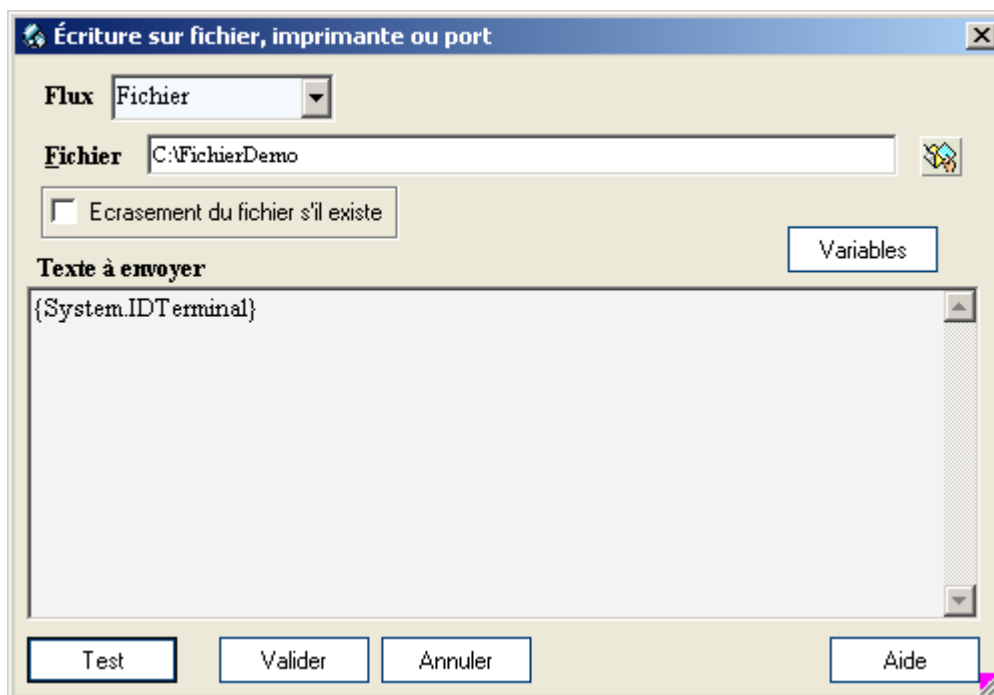 Écriture sur fichier, imprimante ou port
Flux Fichier
Fichier C:\FichierDemo
Ecrasement du fichier s'il existe
Variables
Texte à envoyer
{System.IDTerminal}
Test Valider Annuler Aide